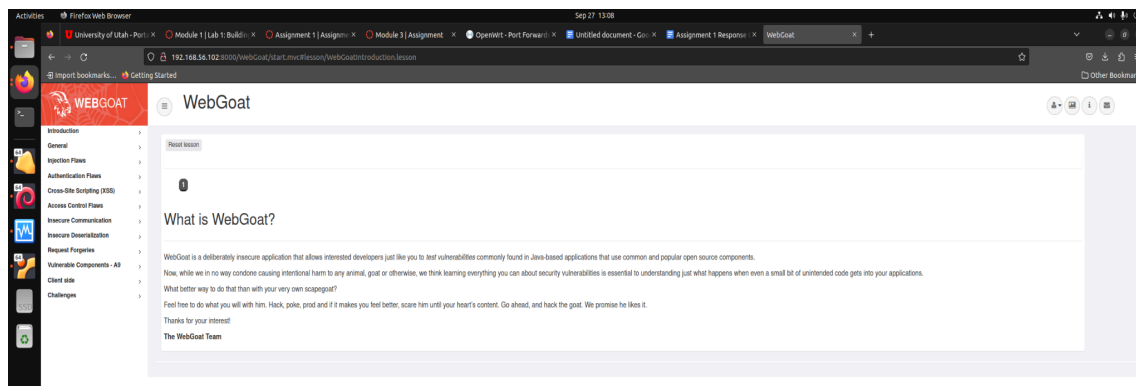 Activities
Firefox Web Browser
Sep 27 13:08
University of Utah - Port
Module 1 | Lab 1: Buildin
Assignment 1 | Assignme
Module 3 | Assignment
OpenWrt - Port Forward
Untitled document - Goo
Assignment 1 Response
WebGoat
192.168.56.102:8000/WebGoat/start.mvc#lesson/WebGoatIntroduction.lesson
Import bookmarks...
Getting Started
Other Bookmar
WEBGOAT
WebGoat
Introduction
General
Injection Flaws
Authentication Flaws
Cross-Site Scripting (XSS)
Access Control Flaws
Insecure Communication
Insecure Deserialization
Request Forgeries
Vulnerable Components - A9
Client side
Challenges
Reset lesson
1
What is WebGoat?
WebGoat is a deliberately insecure application that allows interested developers just like you to test vulnerabilities commonly found in Java-based applications that use common and popular open source components.
Now, while we in no way condone causing intentional harm to any animal, goat or otherwise, we think learning everything you can about security vulnerabilities is essential to understanding just what happens when even a small bit of unintended code gets into your applications.
What better way to do that than with your very own scapegoat?
Feel free to do what you will with him. Hack, poke, prod and if it makes you feel better, scare him until your heart's content. Go ahead, and hack the goat. We promise he likes it.
Thanks for your interest!
The WebGoat Team
64
64
64
SSD